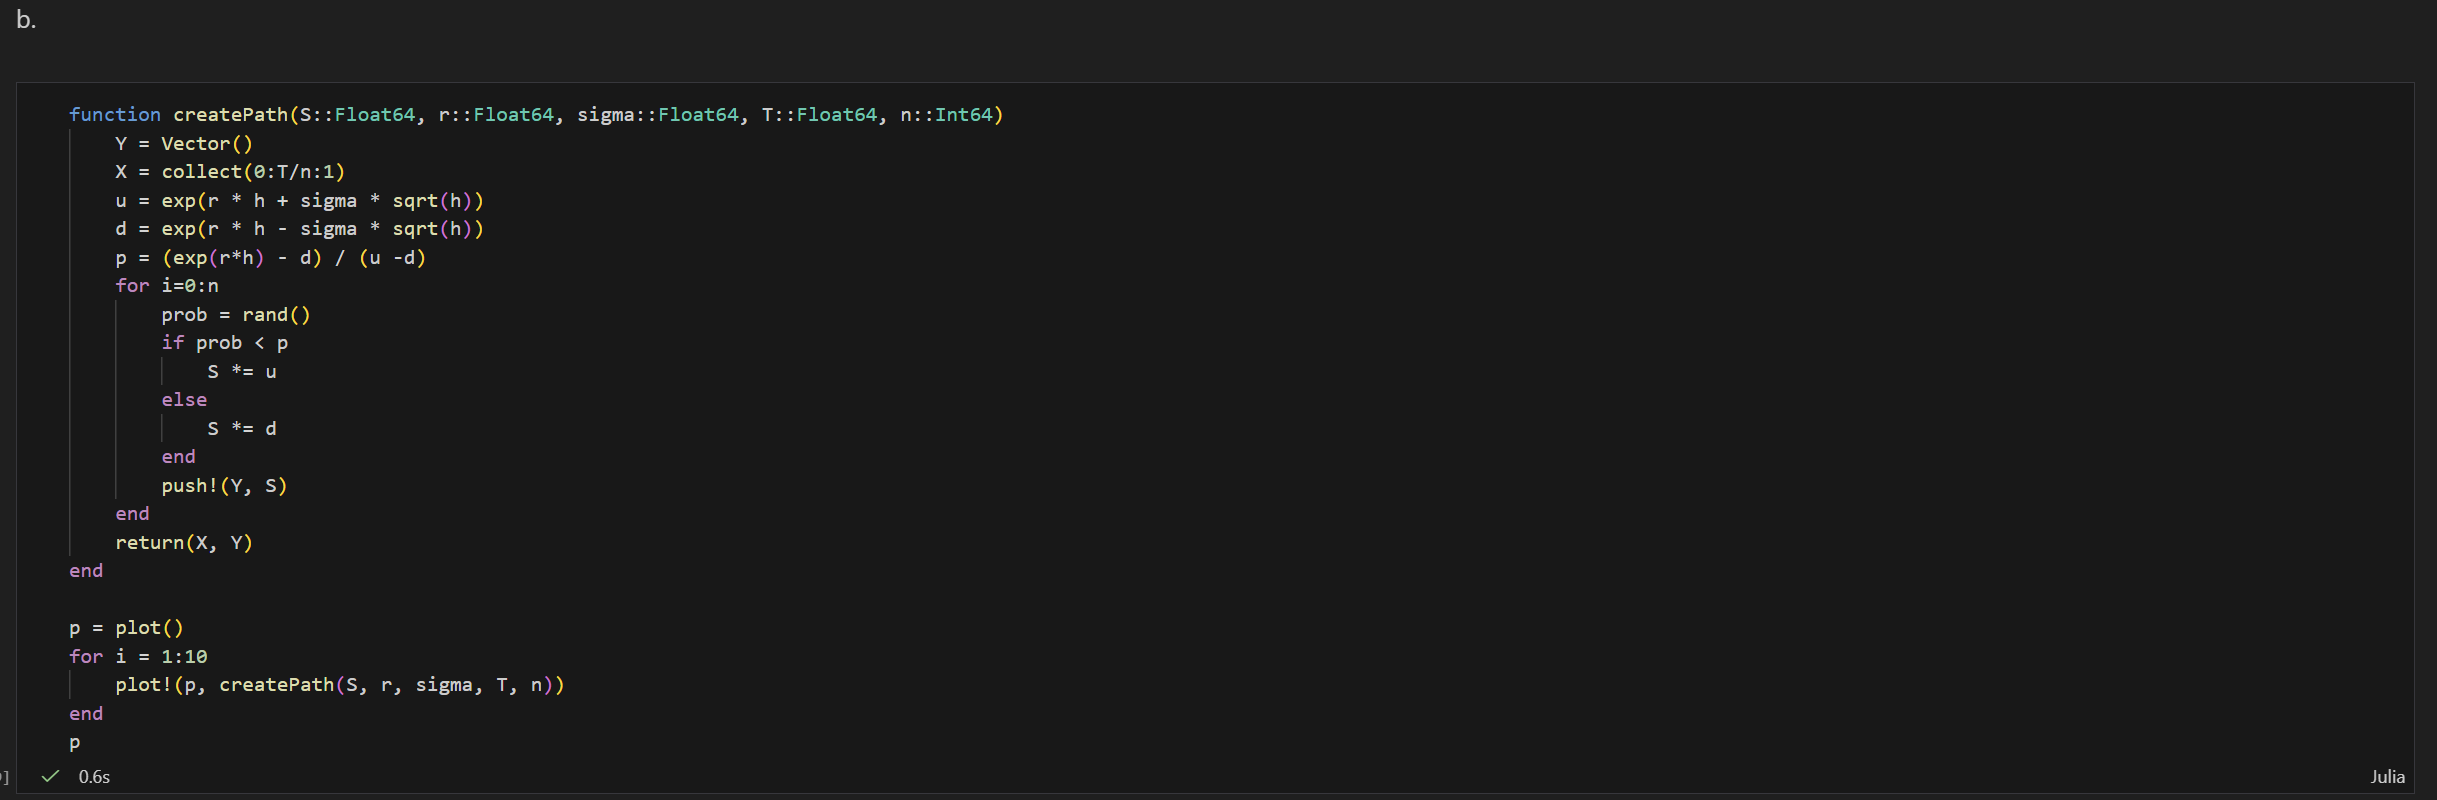 b.
function createPath(S::Float64, r::Float64, sigma::Float64, T::Float64, n::Int64)
    Y = Vector()
    X = collect(0:T/n:1)
    u = exp(r * h + sigma * sqrt(h))
    d = exp(r * h - sigma * sqrt(h))
    p = (exp(r*h) - d) / (u -d)
    for i=0:n
        prob = rand()
        if prob < p
            S *= u
        else
            S *= d
        end
        push!(Y, S)
    end
    return(X, Y)
end
p = plot()
for i = 1:10
    plot!(p, createPath(S, r, sigma, T, n))
end
p
] ✓ 0.6s
Julia